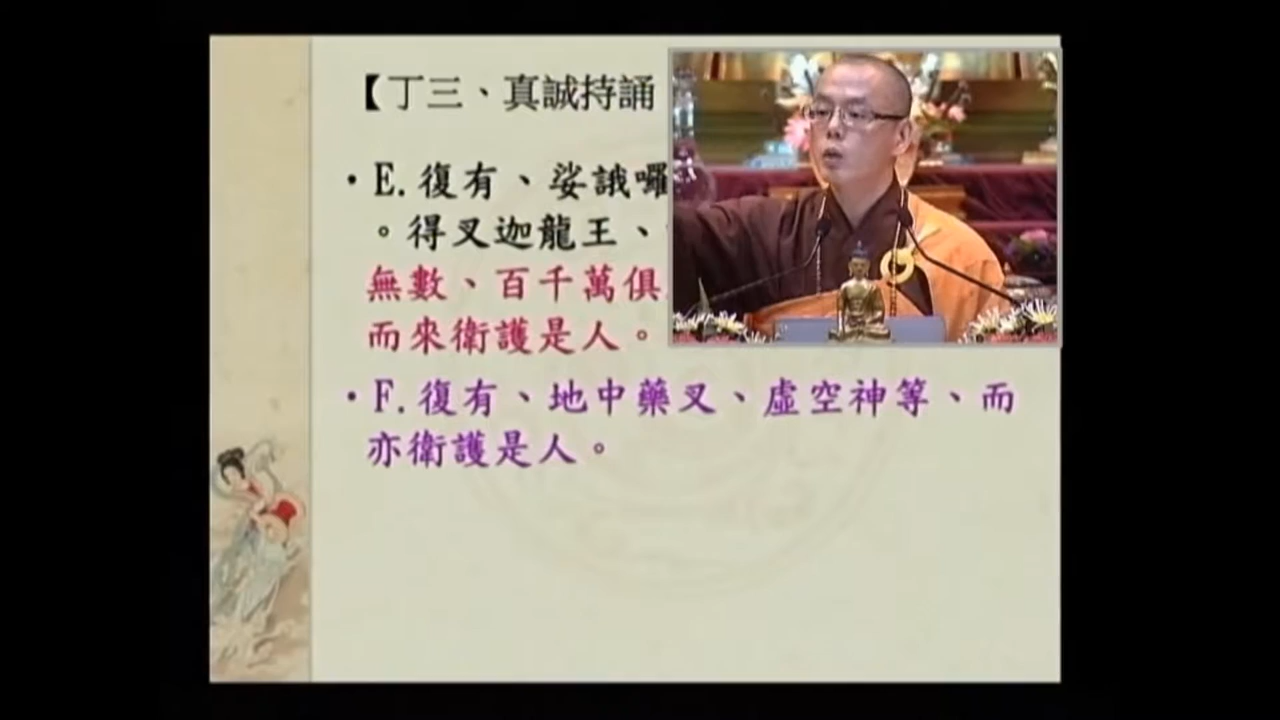 【丁三、真誠持誦
•E.復有、娑誐囉
。得叉迦龍王、
無數、百千萬俱
而來衛護是人。
•F.復有、地中藥叉、虛空神等、而
亦衛護是人。